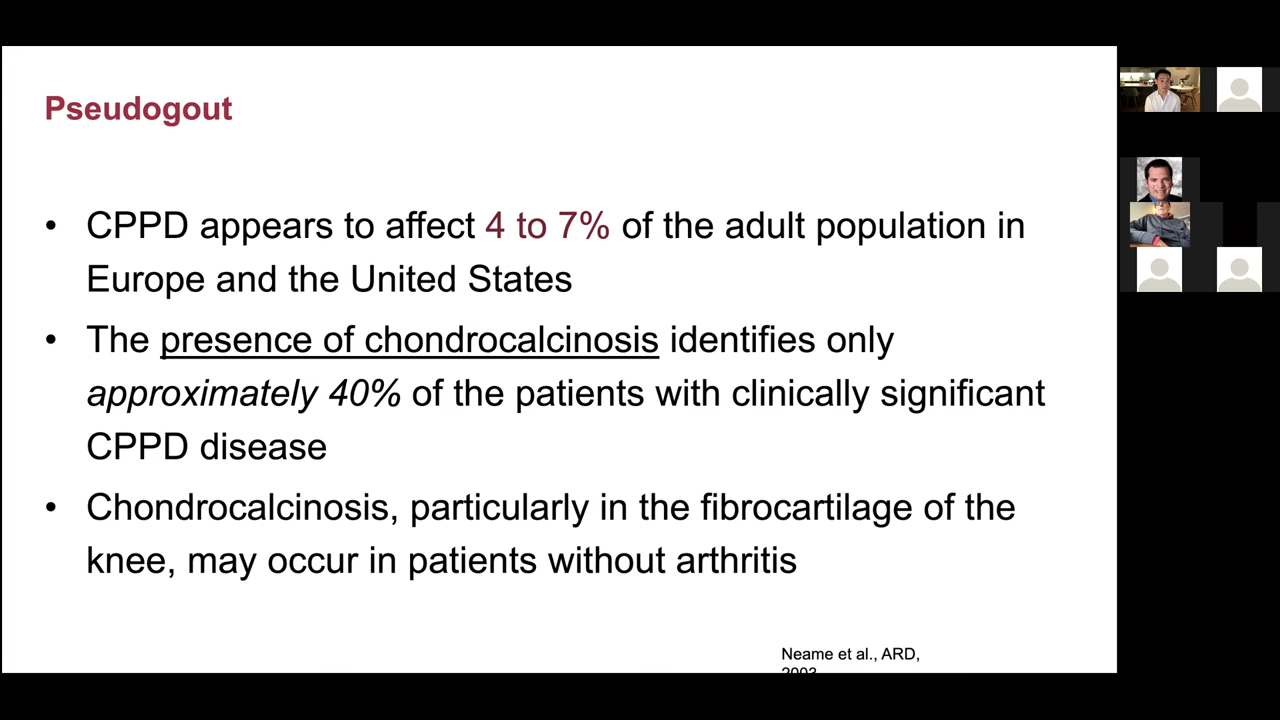 Pseudogout
• CPPD appears to affect 4 to 7% of the adult population in
Europe and the United States
• The presence of chondrocalcinosis identifies only
approximately 40% of the patients with clinically significant
CPPD disease
• Chondrocalcinosis, particularly in the fibrocartilage of the
knee, may occur in patients without arthritis
Neame et al., ARD,